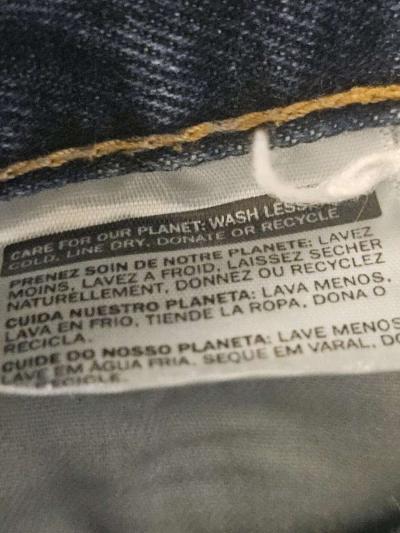 CARE FOR OUR PLANET: WASH LESS,
COLD, LINE DRY, DONATE OR RECYCLE
PRENEZ SOIN DE NOTRE PLANETE: LAVEZ
MOINS, LAVEZ A FROID, LAISSEZ SECHER
NATURELLEMENT, DONNEZ OU RECYCLEZ
CUIDA NUESTRO PLANETA: LAVA MENOS,
LAVA EN FRIO, TIENDE LA ROPA, DONA O
RECICLA.
CUIDE DO NOSSO PLANETA: LAVE MENOS
LAVE EM ÁGUA FRIA, SEQUE EM VARAL,